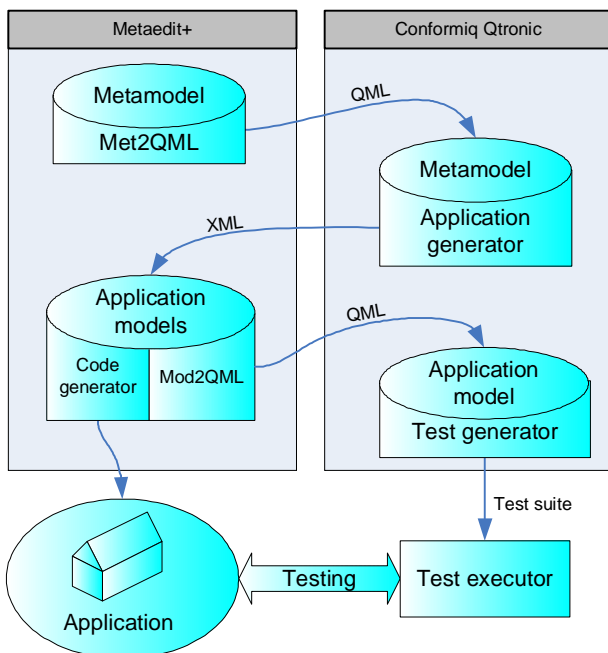 Metaedit+
Conformiq Qtronic
Metamodel
Met2QML
QML
Metamodel
Application
generator
XML
Application
models
Code
generator
Mod2QML
QML
Application
model
Test generator
Test suite
Application
Testing
Test executor